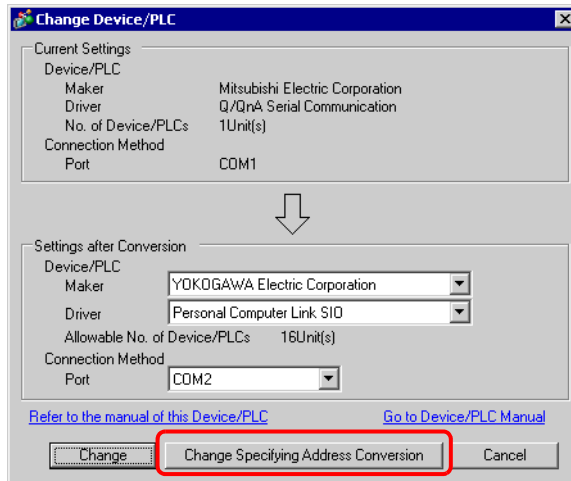 Change Device/PLC
Current Settings
Device/PLC
Maker Mitsubishi Electric Corporation
Driver Q/QnA Serial Communication
No. of Device/PLCs 1Unit(s)
Connection Method
Port COM1
Settings after Conversion
Device/PLC
Maker YOKOGAWA Electric Corporation
Driver Personal Computer Link SIO
Allowable No. of Device/PLCs 16Unit(s)
Connection Method
Port COM2
Refer to the manual of this Device/PLC Go to Device/PLC Manual
Change Change Specifying Address Conversion Cancel